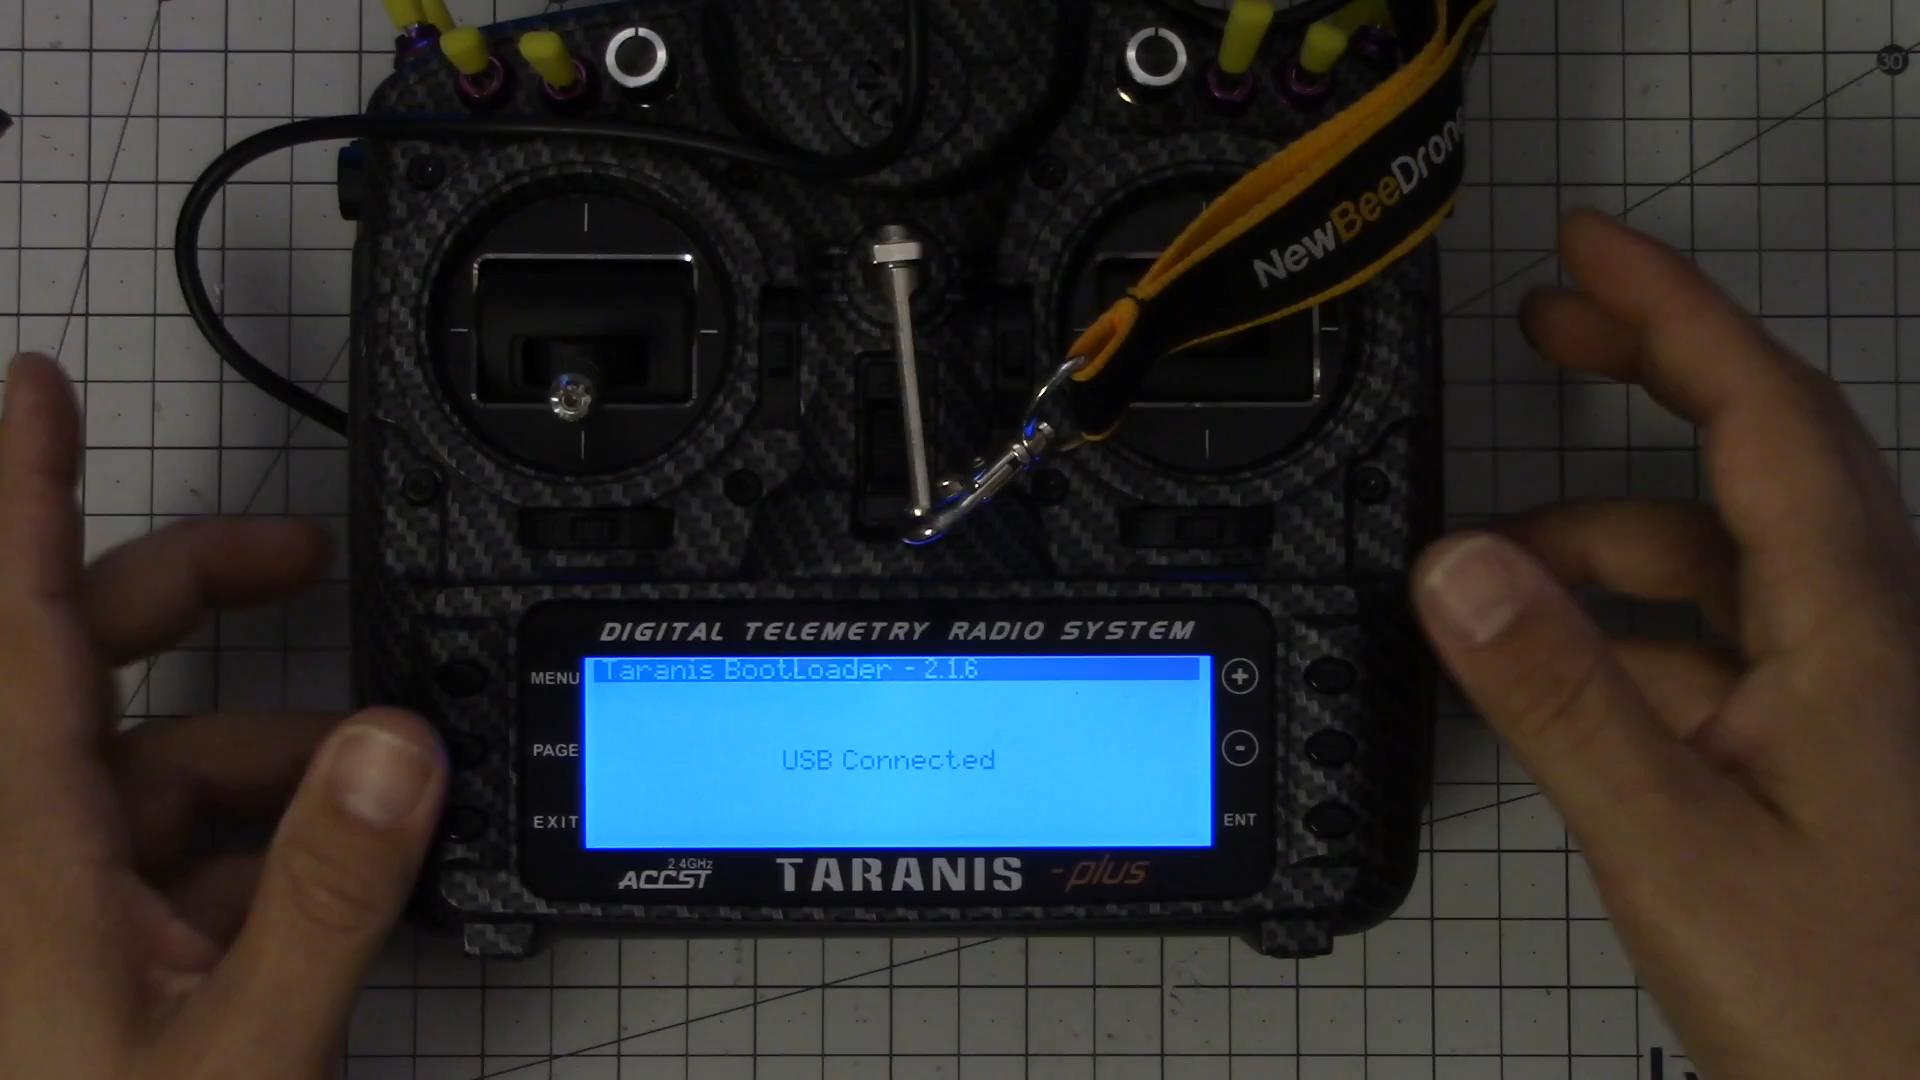 30°
NewBeeDrone
DIGITAL TELEMETRY RADIO SYSTEM
MENU
Taranis BootLoader - 2.1.6
+
PAGE
USB Connected
-
EXIT
ENT
2.4GHz
ACCST
TARANIS -plus